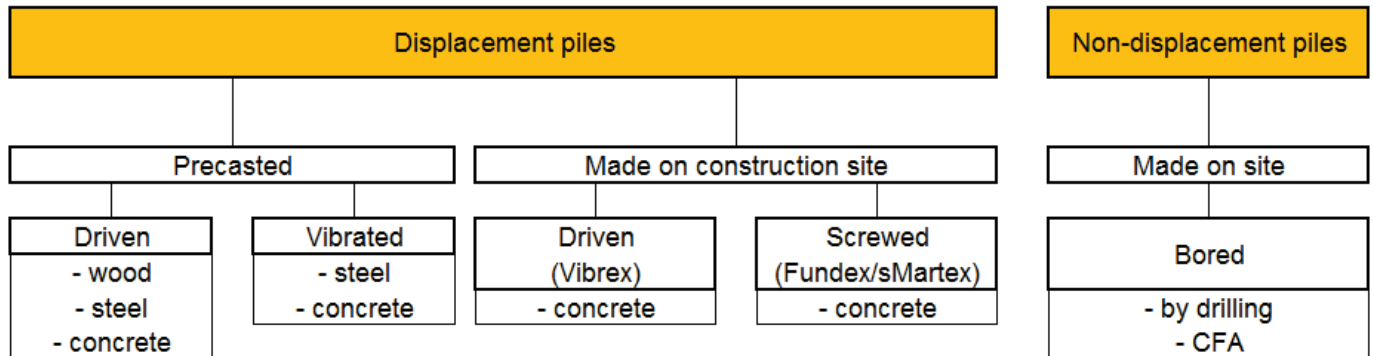 Displacement piles
Non-displacement piles
Precasted
Made on construction site
Made on site
Driven
- wood
- steel
- concrete
Vibrated
- steel
- concrete
Driven
(Vibrex)
- concrete
Screwed
(Fundex/sMartex)
- concrete
Bored
- by drilling
- CFA